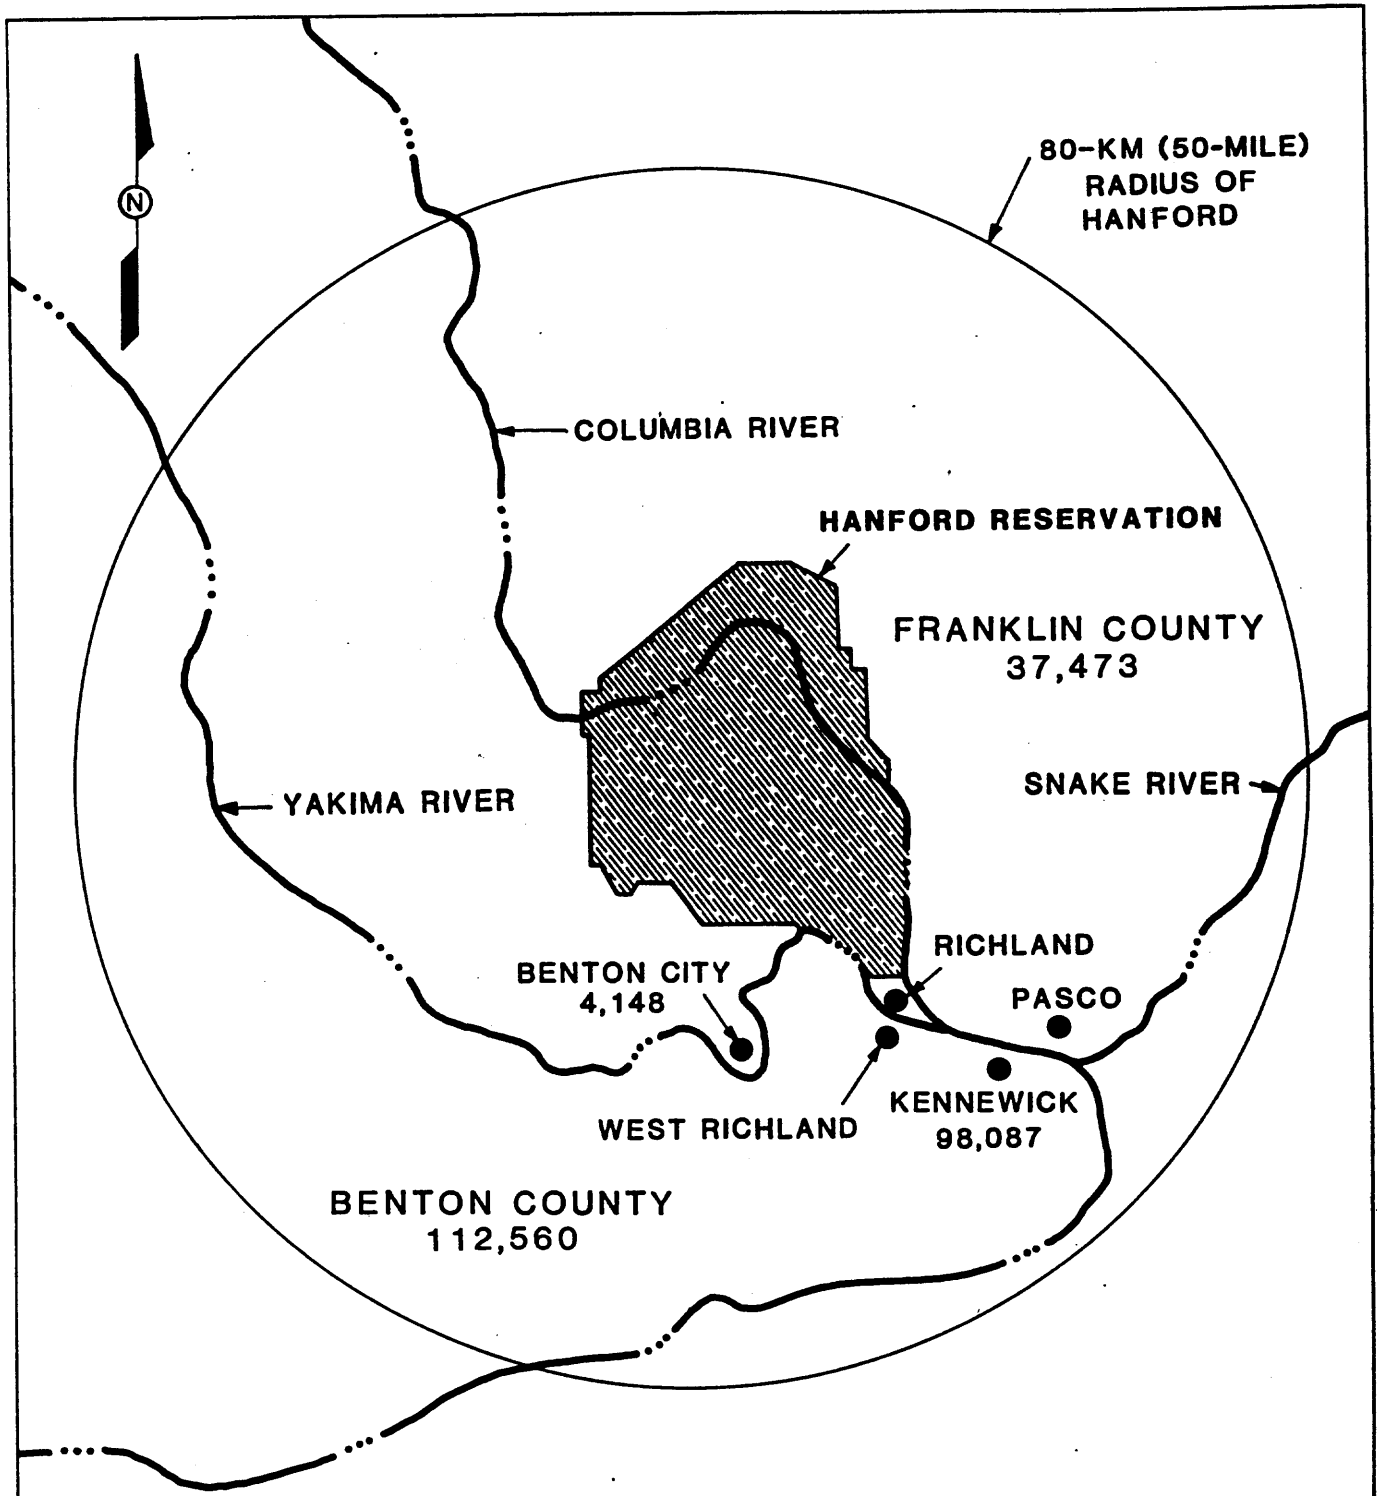 N
80-KM (50-MILE)
RADIUS OF
HANFORD
COLUMBIA RIVER
HANFORD RESERVATION
FRANKLIN COUNTY
37,473
SNAKE RIVER
YAKIMA RIVER
RICHLAND
BENTON CITY
4,148
PASCO
KENNEWICK
98,087
WEST RICHLAND
BENTON COUNTY
112,560